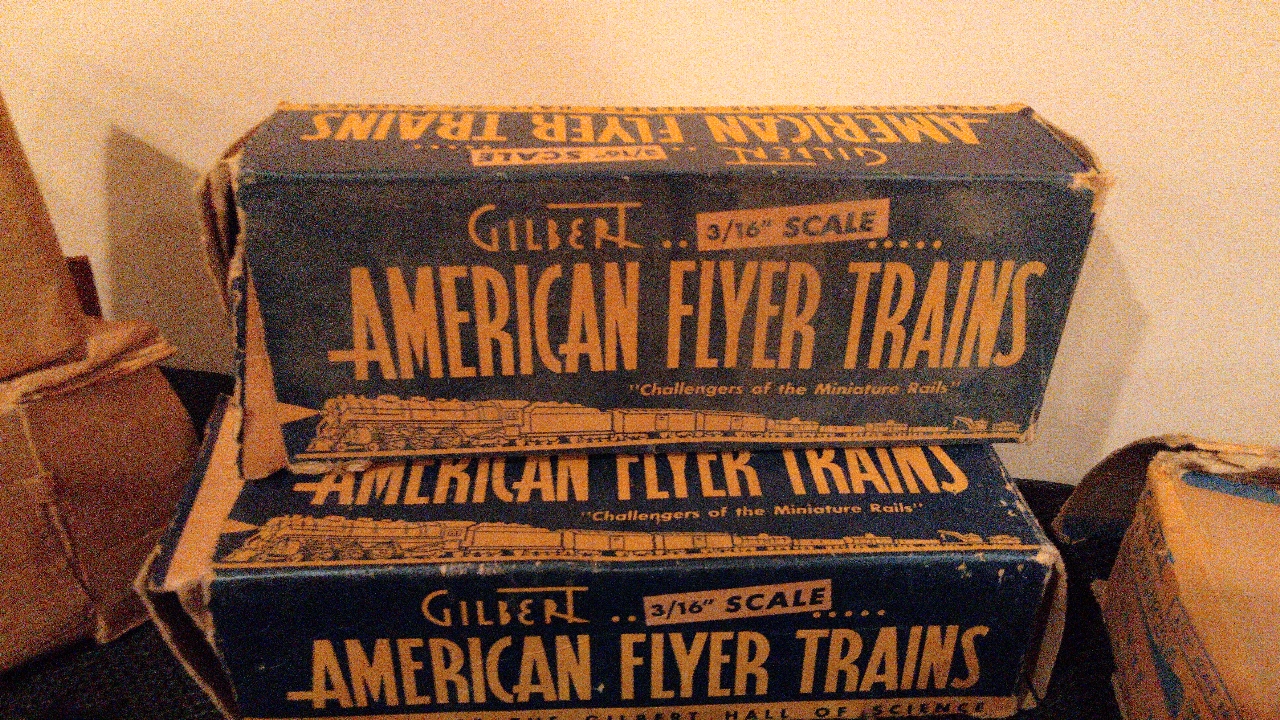 AMERICAN FLYER TRAINS
GILBERT .. 3/16" SCALE .....
GILBERT .. 3/16" SCALE .....
AMERICAN FLYER TRAINS
"Challengers of the Miniature Rails"
AMERICAN FLYER TRAINS
"Challengers of the Miniature Rails"
GILBERT .. 3/16" SCALE .....
AMERICAN FLYER TRAINS
THE GILBERT HALL OF SCIENCE